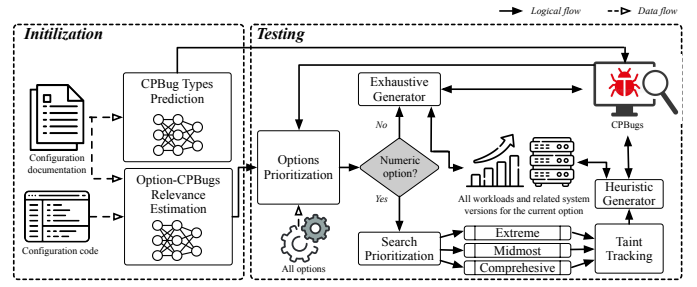 Logical flow
Data flow
Initilization
Testing
CPBug Types
Prediction
Configuration
documentation
Option-CPBugs
Relevance
Estimation
Configuration code
Options
Prioritization
All options
Exhaustive
Generator
No
Numeric
option?
Yes
Search
Prioritization
Extreme
Midmost
Comprehesive
All workloads and related system
versions for the current option
CPBugs
Heuristic
Generator
Taint
Tracking